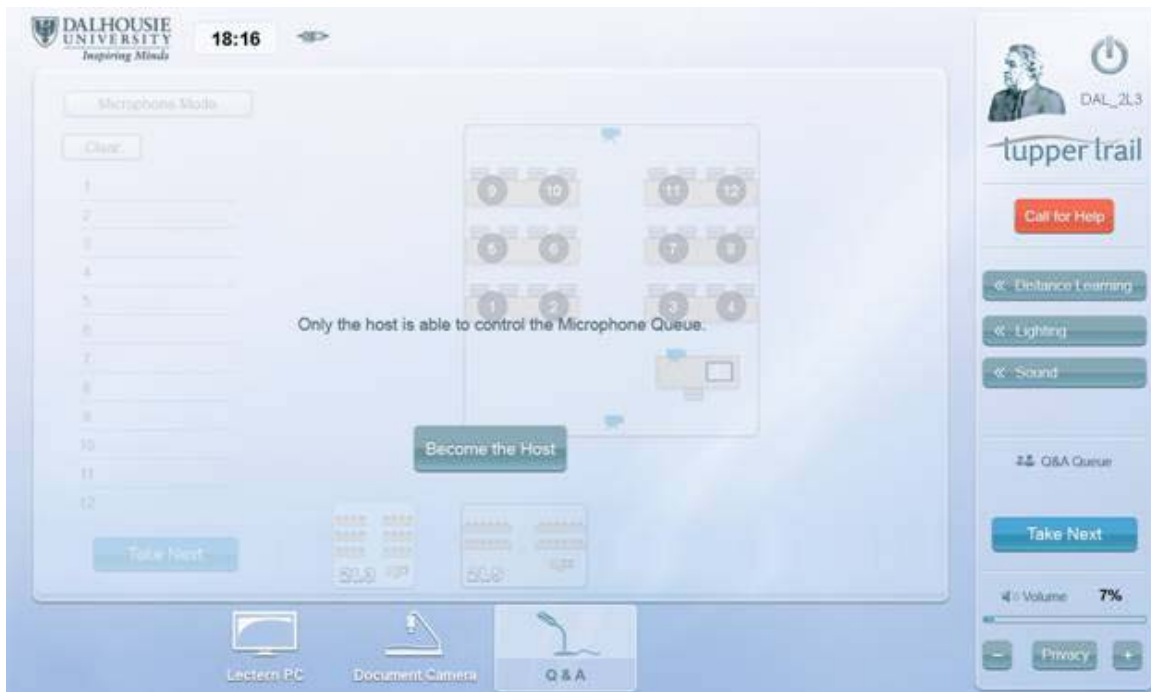 DALHOUSIE
UNIVERSITY
Inspiring Minds
18:16
Microphone Mode
Clear
1
2
3
4
5
6
7
8
9
10
11
12
Take Next
9 10 11 12
5 6 7 8
1 2 3 4
Only the host is able to control the Microphone Queue.
Become the Host
Lectern PC
Document Camera
Q & A
DAL_2L3
tupper trail
Call for Help
« Distance Learning
« Lighting
« Sound
Q&A Queue
Take Next
Volume 7%
- Privacy +